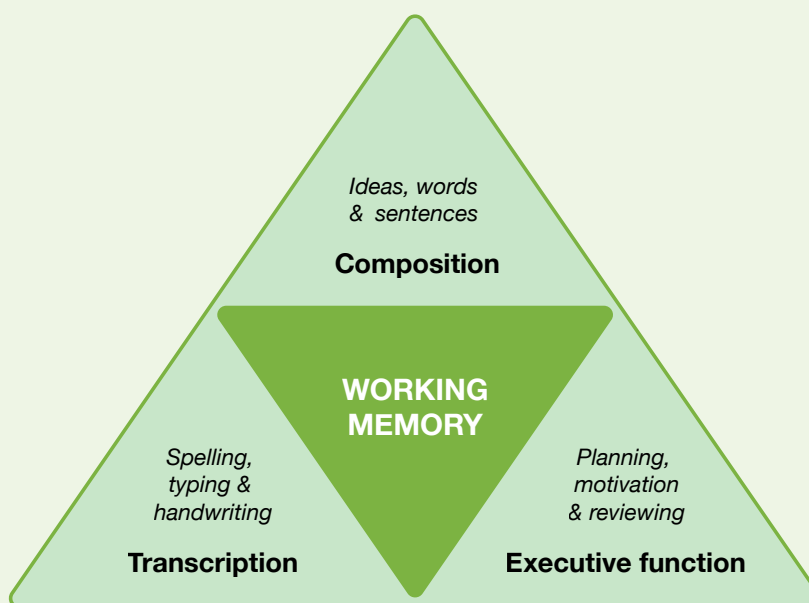 Ideas, words
& sentences
Composition
WORKING
MEMORY
Spelling,
typing &
handwriting
Transcription
Planning,
motivation
& reviewing
Executive function